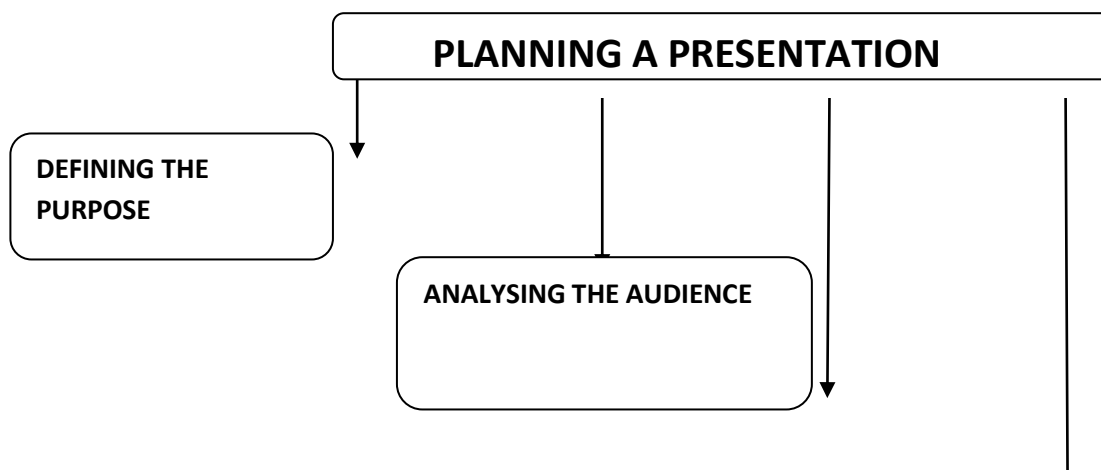 PLANNING A PRESENTATION
DEFINING THE
PURPOSE
ANALYSING THE AUDIENCE